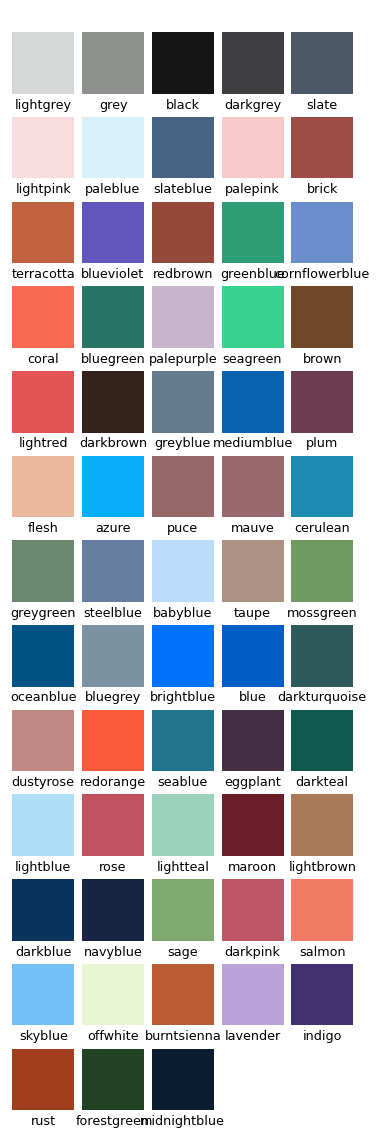 lightgrey grey black darkgrey slate
lightpink paleblue slateblue palepink brick
terracotta blueviolet redbrown greenblue cornflowerblue
coral bluegreen palepurple seagreen brown
lightred darkbrown greyblue mediumblue plum
flesh azure puce mauve cerulean
greygreen steelblue babyblue taupe mossgreen
oceanblue bluegrey brightblue blue darkturquoise
dustyrose redorange seablue eggplant darkteal
lightblue rose lightteal maroon lightbrown
darkblue navyblue sage darkpink salmon
skyblue offwhite burntsienna lavender indigo
rust forestgreen midnightblue